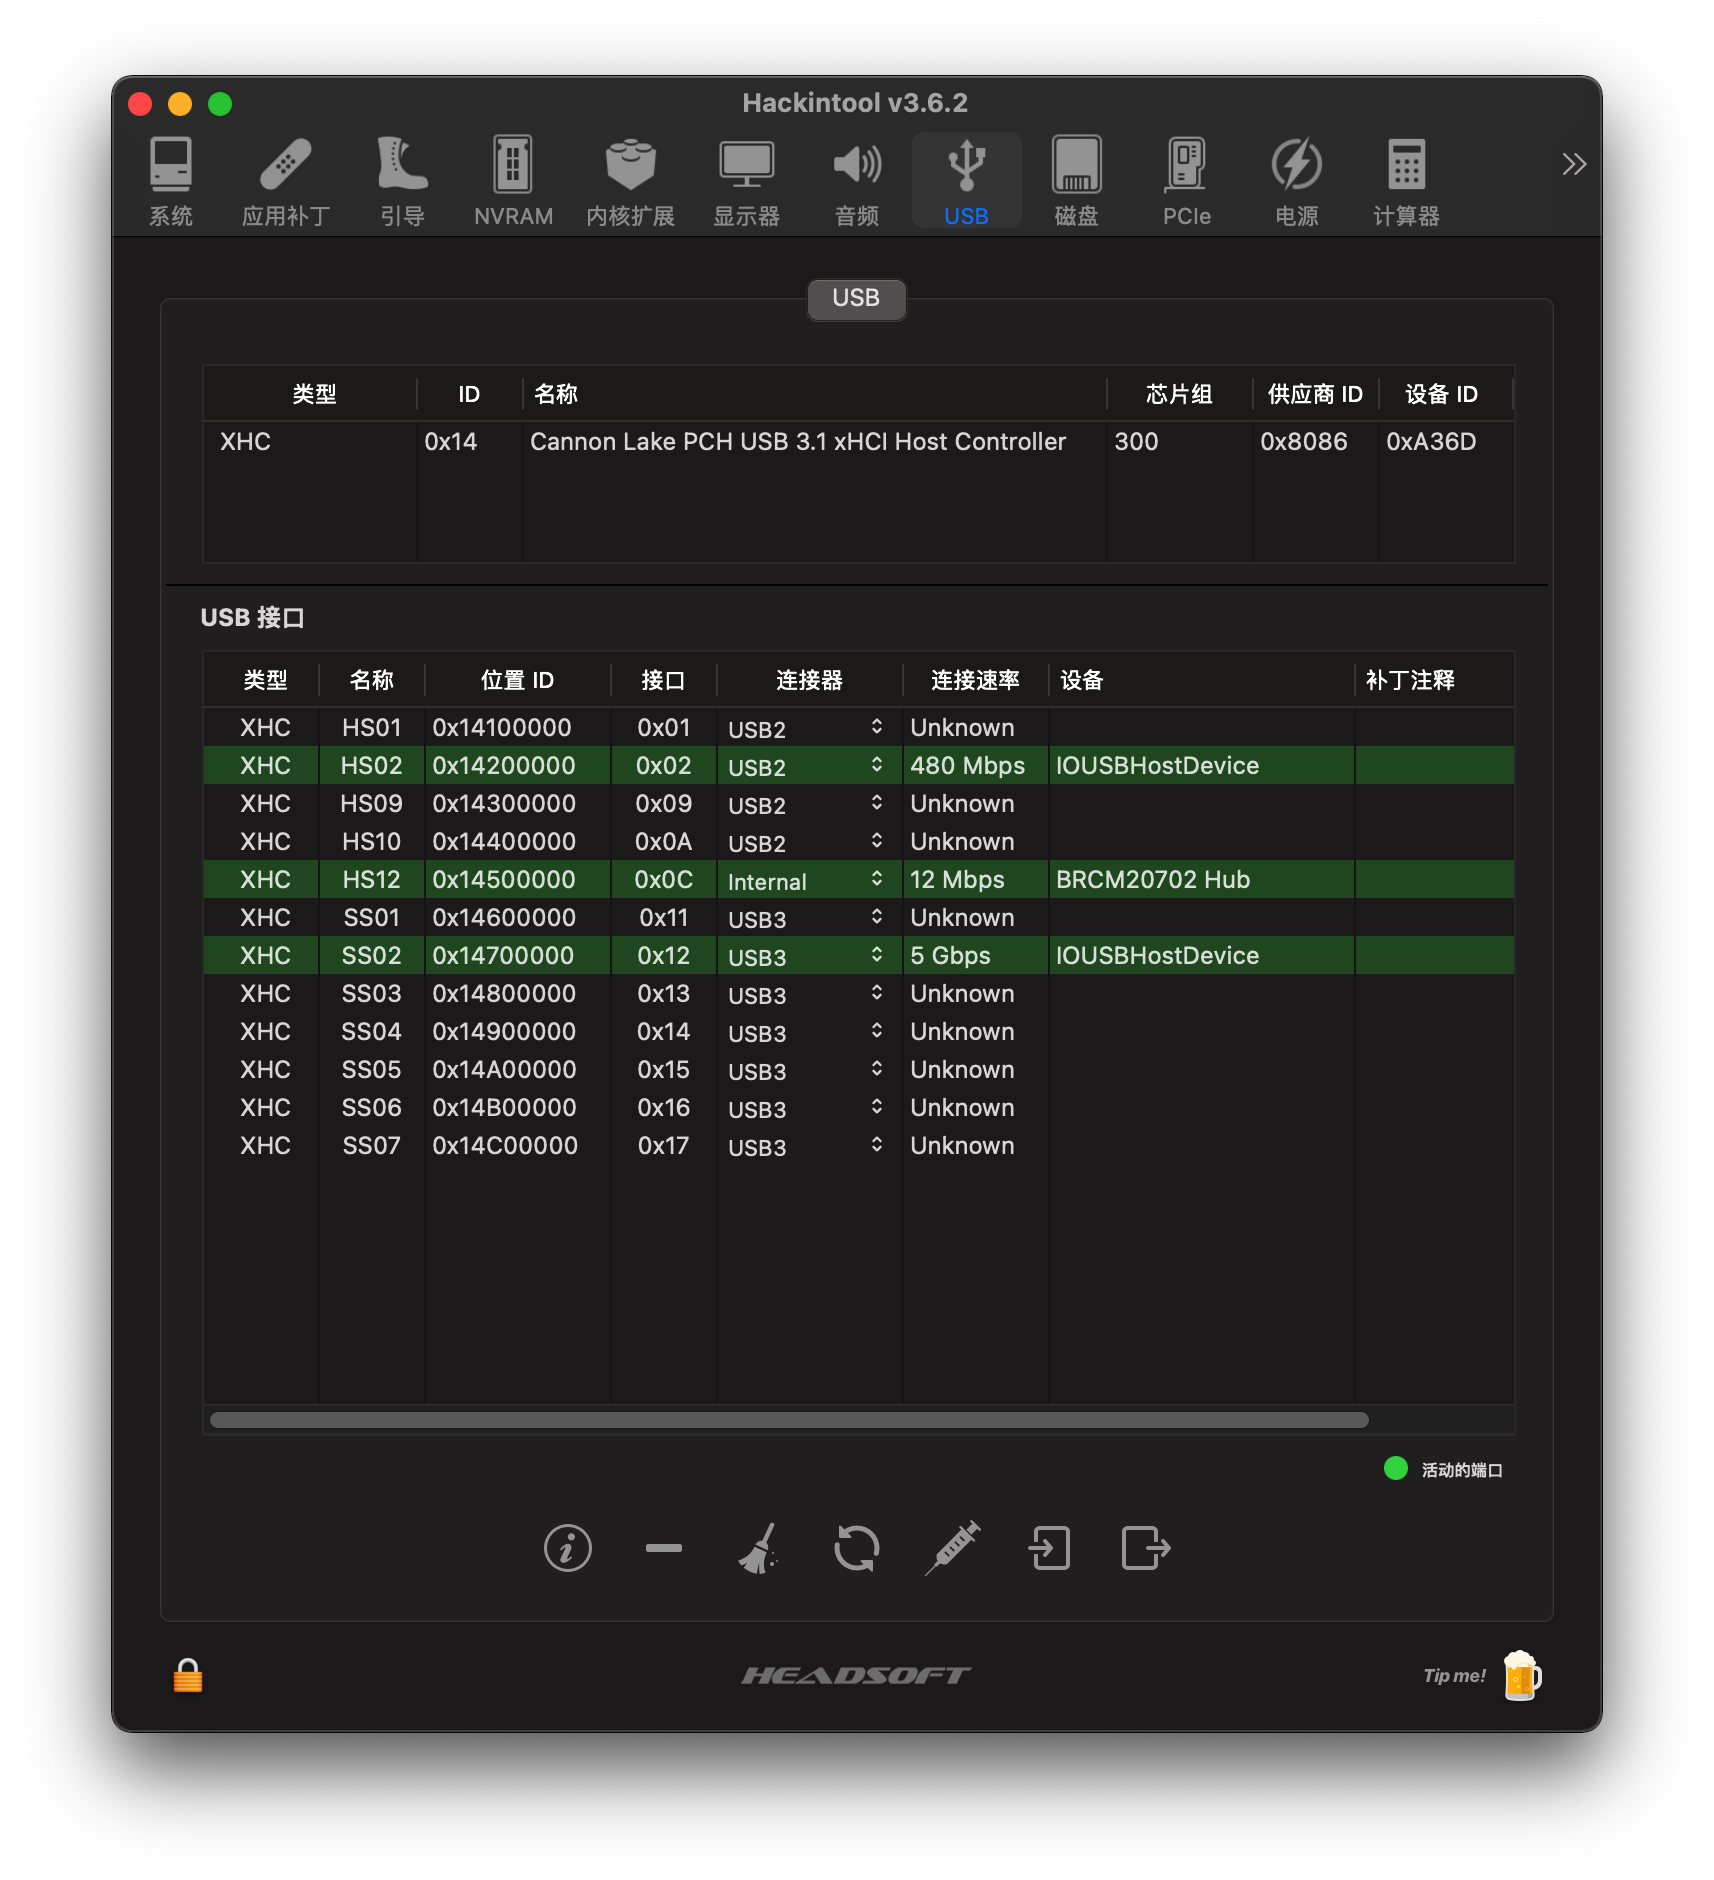 Hackintool v3.6.2
系统 应用补丁 引导 NVRAM 内核扩展 显示器 音频 USB 磁盘 PCIe 电源 计算器
USB
类型 ID 名称 芯片组 供应商 ID 设备 ID
XHC 0x14 Cannon Lake PCH USB 3.1 xHCI Host Controller 300 0x8086 0xA36D
USB 接口
类型 名称 位置 ID 接口 连接器 连接速率 设备 补丁注释
XHC HS01 0x14100000 0x01 USB2 Unknown
XHC HS02 0x14200000 0x02 USB2 480 Mbps IOUSBHostDevice
XHC HS09 0x14300000 0x09 USB2 Unknown
XHC HS10 0x14400000 0x0A USB2 Unknown
XHC HS12 0x14500000 0x0C Internal 12 Mbps BRCM20702 Hub
XHC SS01 0x14600000 0x11 USB3 Unknown
XHC SS02 0x14700000 0x12 USB3 5 Gbps IOUSBHostDevice
XHC SS03 0x14800000 0x13 USB3 Unknown
XHC SS04 0x14900000 0x14 USB3 Unknown
XHC SS05 0x14A00000 0x15 USB3 Unknown
XHC SS06 0x14B00000 0x16 USB3 Unknown
XHC SS07 0x14C00000 0x17 USB3 Unknown
活动的端口
HEADSOFT
Tip me!